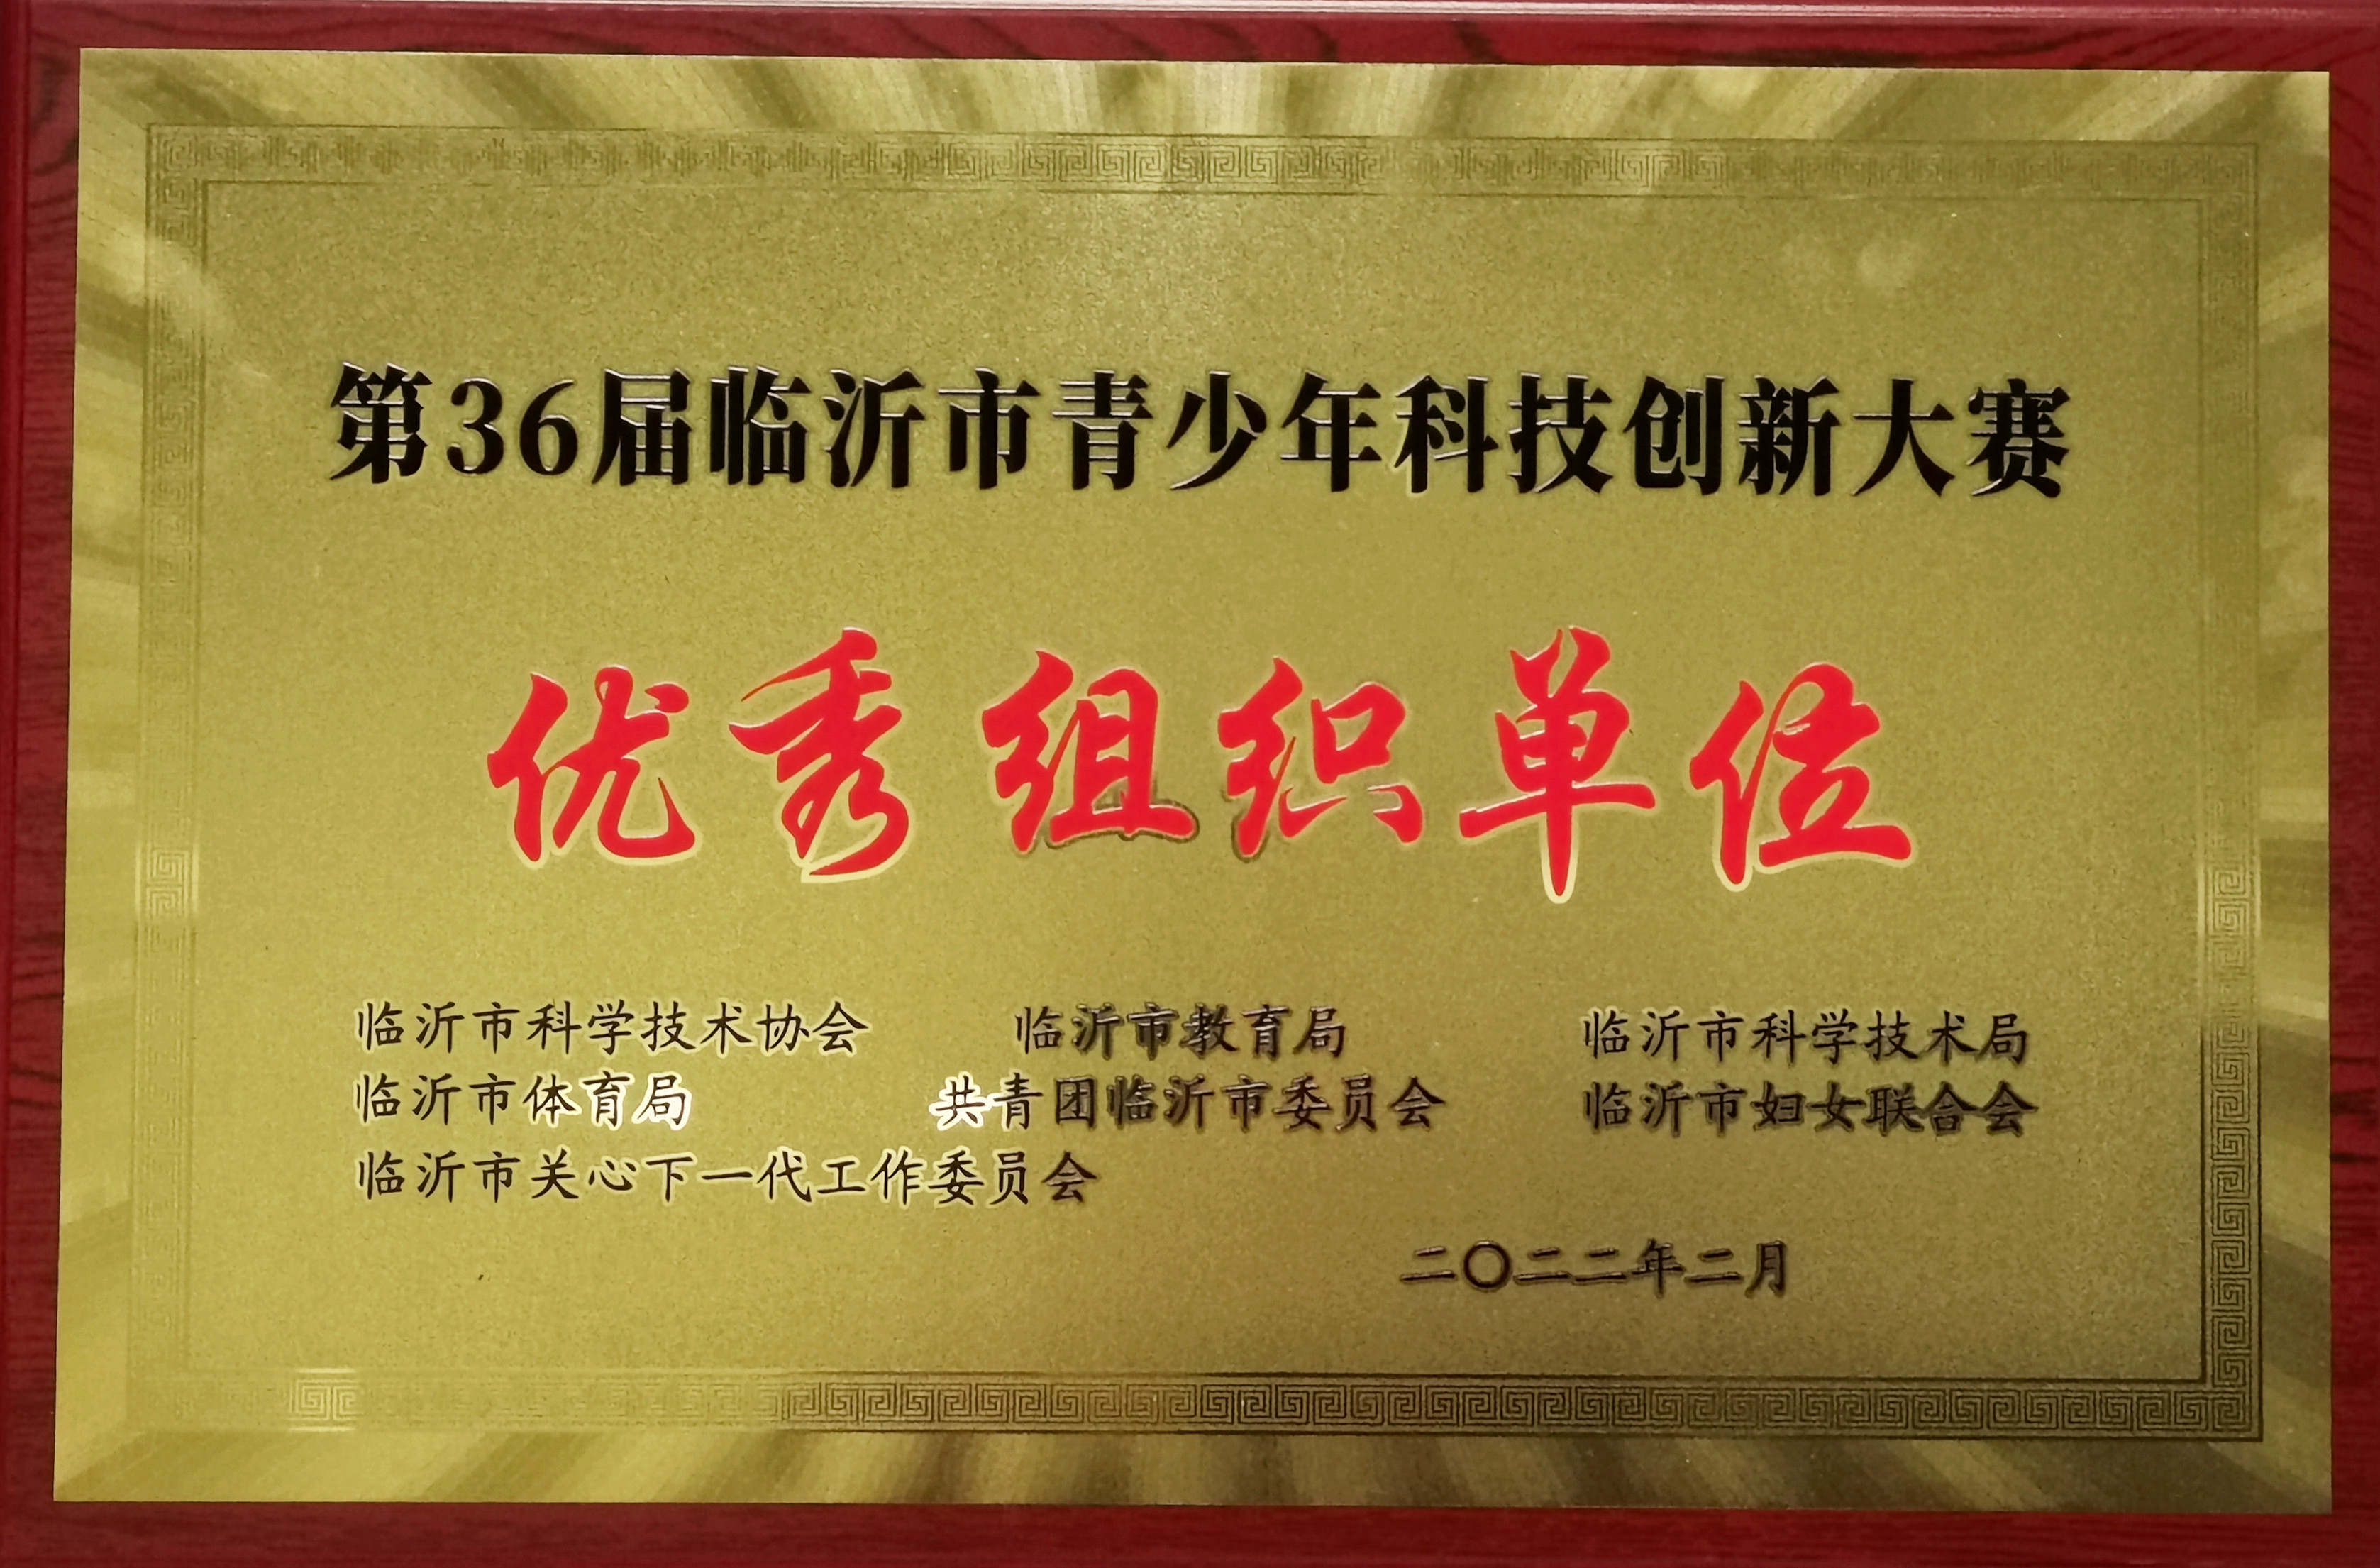 第36届临沂市青少年科技创新大赛
优秀组织单位
临沂市科学技术协会 临沂市教育局 临沂市科学技术局
临沂市体育局 共青团临沂市委员会 临沂市妇女联合会
临沂市关心下一代工作委员会
二〇二二年二月